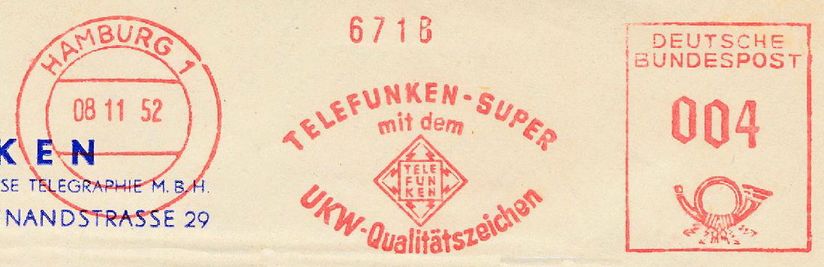 HAMBURG 1
08 11 52
KEN
SE TELEGRAPHIE M.B.H.
NANDSTRASSE 29
6718
TELEFUNKEN-SUPER
mit dem
TELE
FUN
KEN
UKW-Qualitätszeichen
DEUTSCHE
BUNDESPOST
004